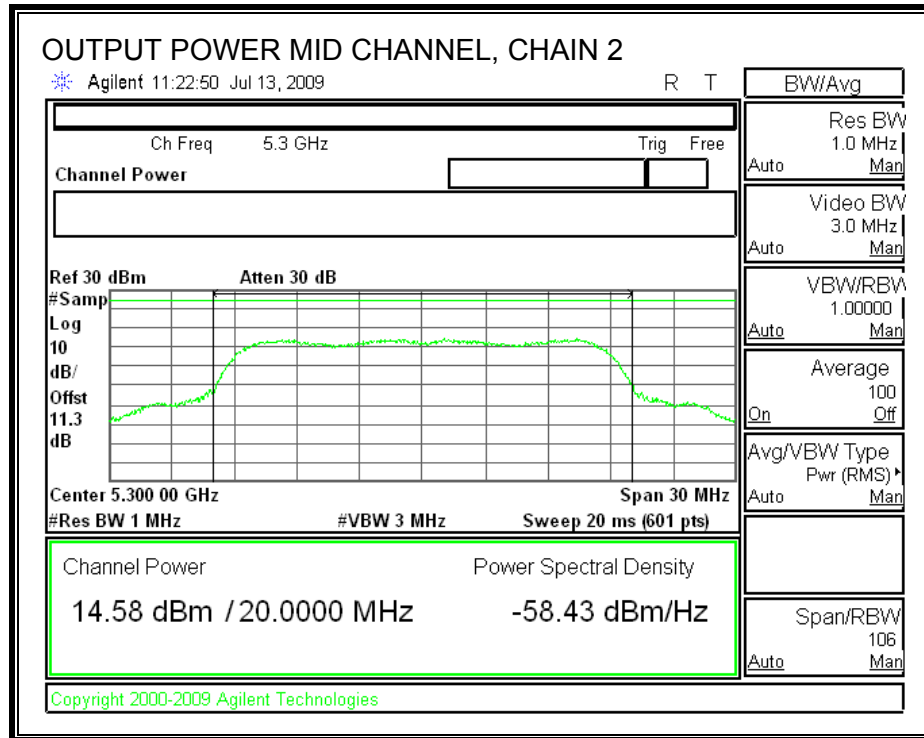 OUTPUT POWER MID CHANNEL, CHAIN 2
Agilent 11:22:50 Jul 13, 2009 R T
Ch Freq 5.3 GHz Trig Free
Channel Power
Ref 30 dBm Atten 30 dB
#Samp
Log
10
dB/
Offst
11.3
dB
Center 5.300 00 GHz Span 30 MHz
#Res BW 1 MHz #VBW 3 MHz Sweep 20 ms (601 pts)
Channel Power Power Spectral Density
14.58 dBm / 20.0000 MHz -58.43 dBm/Hz
Copyright 2000-2009 Agilent Technologies
BW/Avg
Res BW
1.0 MHz
Auto Man
Video BW
3.0 MHz
Auto Man
VBW/RBW
1.00000
Auto Man
Average
100
On Off
Avg/VBW Type
Pwr (RMS)
Auto Man
Span/RBW
106
Auto Man